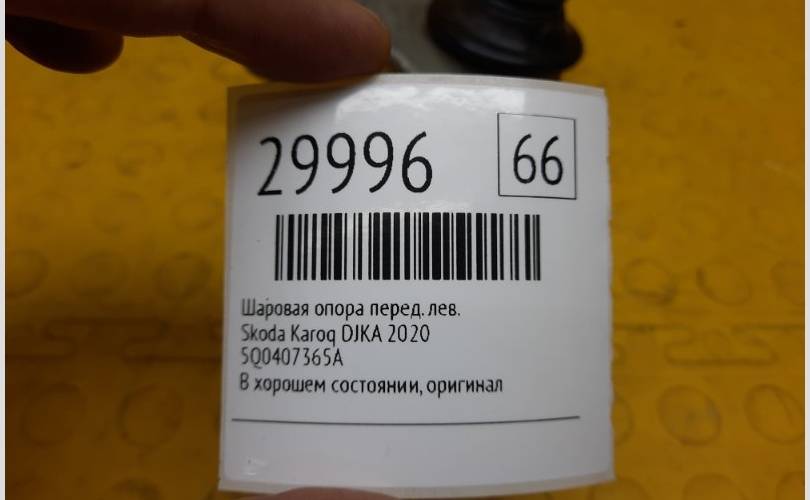 29996
66
Шаровая опора перед. лев.
Skoda Karoq DJKA 2020
5Q0407365A
В хорошем состоянии, оригинал